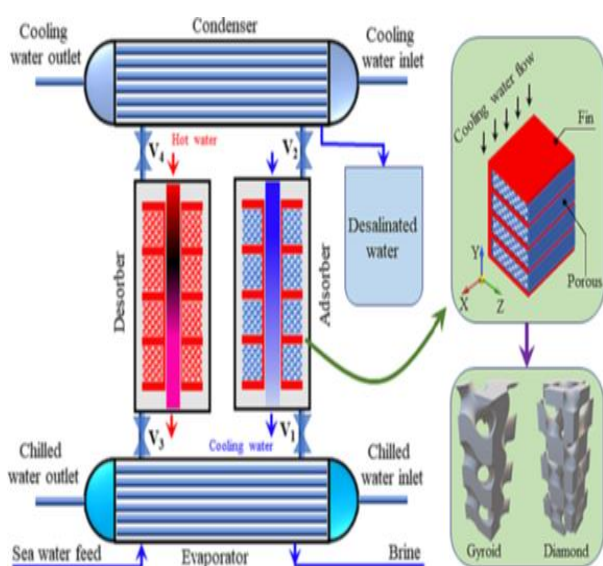 Condenser
Cooling
water outlet
Cooling
water inlet
V4
Hot water
V2
Desalinated
water
Desorber
Adsorber
V3
Cooling water
V1
Chilled
water outlet
Chilled
water inlet
Sea water feed
Evaporator
Brine
Cooling water flow
Fin
Porous
Y
X
Z
Gyroid
Diamond